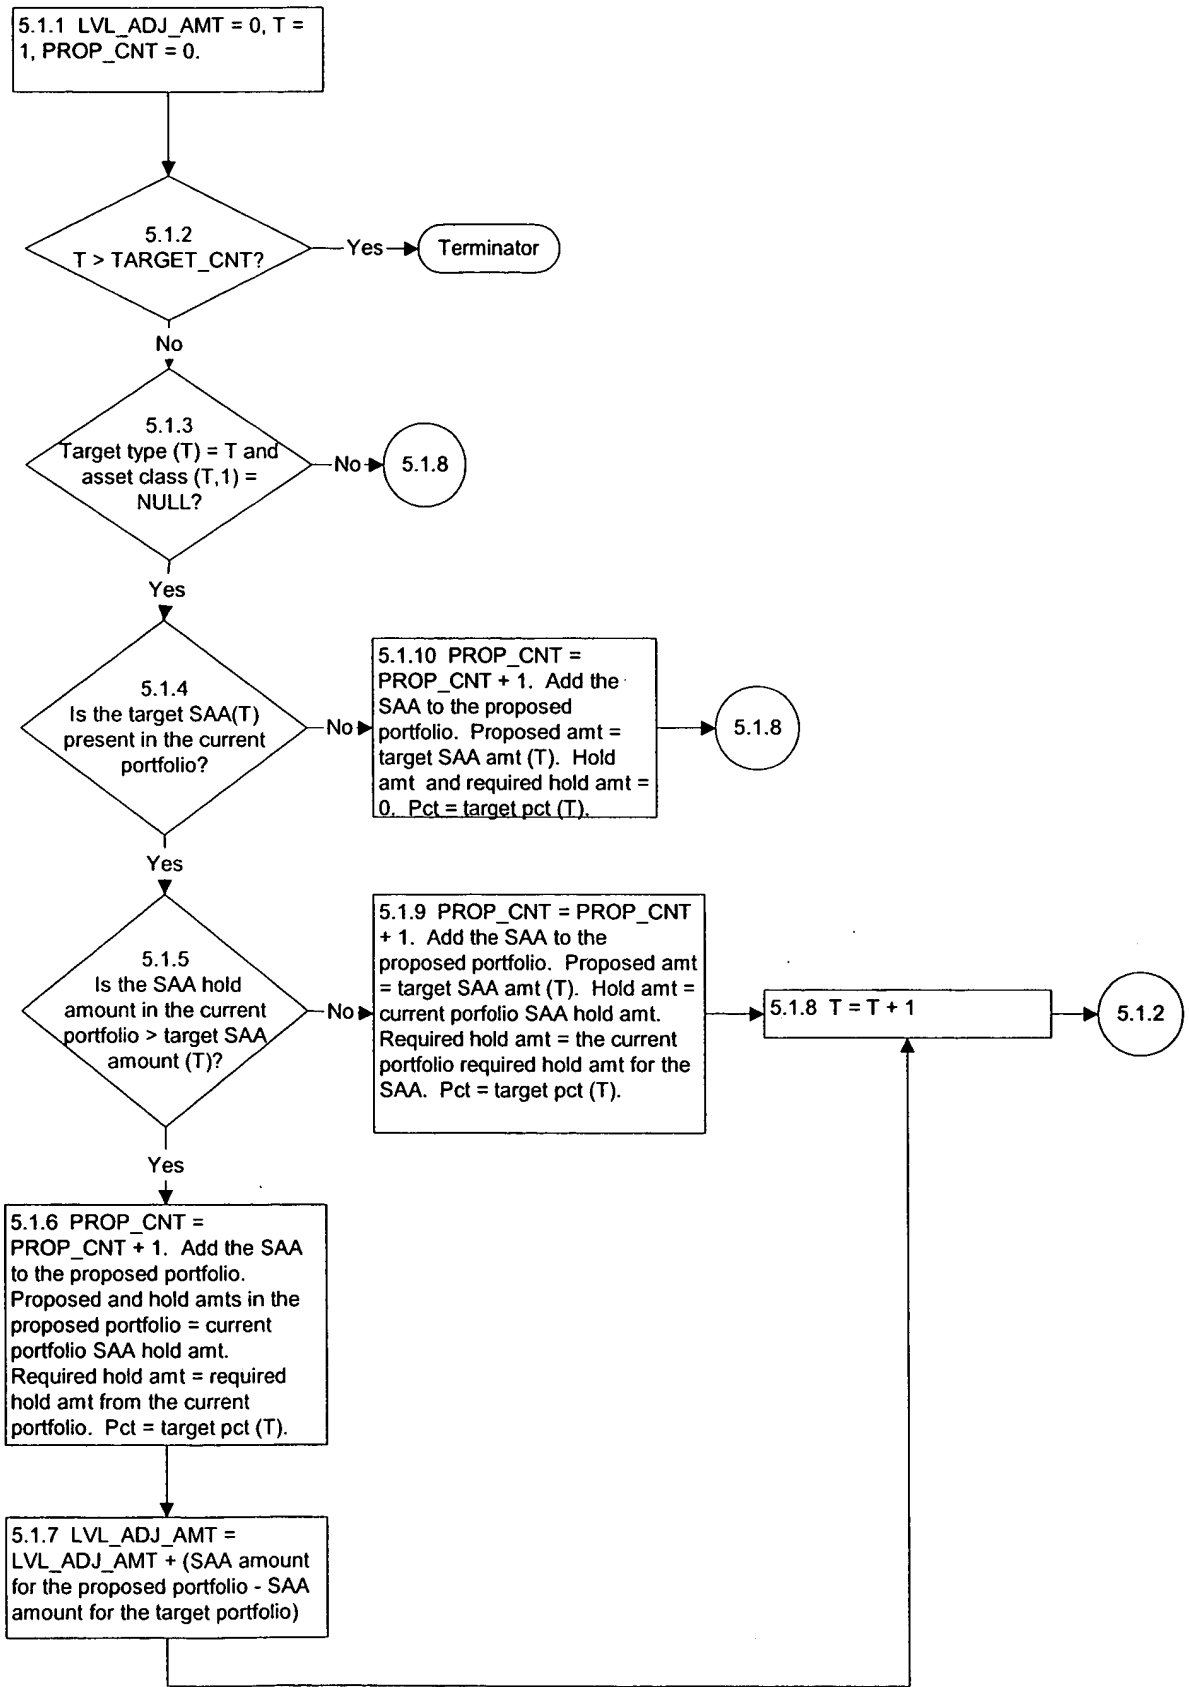 5.1.1 LVL_ADJ_AMT = 0, T =
1, PROP_CNT = 0.
5.1.2
T > TARGET_CNT?
Yes
Terminator
No
5.1.3
Target type (T) = T and
asset class (T,1) =
NULL?
No
5.1.8
Yes
5.1.4
Is the target SAA(T)
present in the current
portfolio?
No
5.1.10 PROP_CNT =
PROP_CNT + 1. Add the
SAA to the proposed
portfolio. Proposed amt =
target SAA amt (T). Hold
amt and required hold amt =
0. Pct = target pct (T).
5.1.8
Yes
5.1.5
Is the SAA hold
amount in the current
portfolio > target SAA
amount (T)?
No
5.1.9 PROP_CNT = PROP_CNT
+ 1. Add the SAA to the
proposed portfolio. Proposed amt
= target SAA amt (T). Hold amt =
current porfolio SAA hold amt.
Required hold amt = the current
portfolio required hold amt for the
SAA. Pct = target pct (T).
5.1.8 T = T + 1
5.1.2
Yes
5.1.6 PROP_CNT =
PROP_CNT + 1. Add the SAA
to the proposed portfolio.
Proposed and hold amts in the
proposed portfolio = current
portfolio SAA hold amt.
Required hold amt = required
hold amt from the current
portfolio. Pct = target pct (T).
5.1.7 LVL_ADJ_AMT =
LVL_ADJ_AMT + (SAA amount
for the proposed portfolio - SAA
amount for the target portfolio)